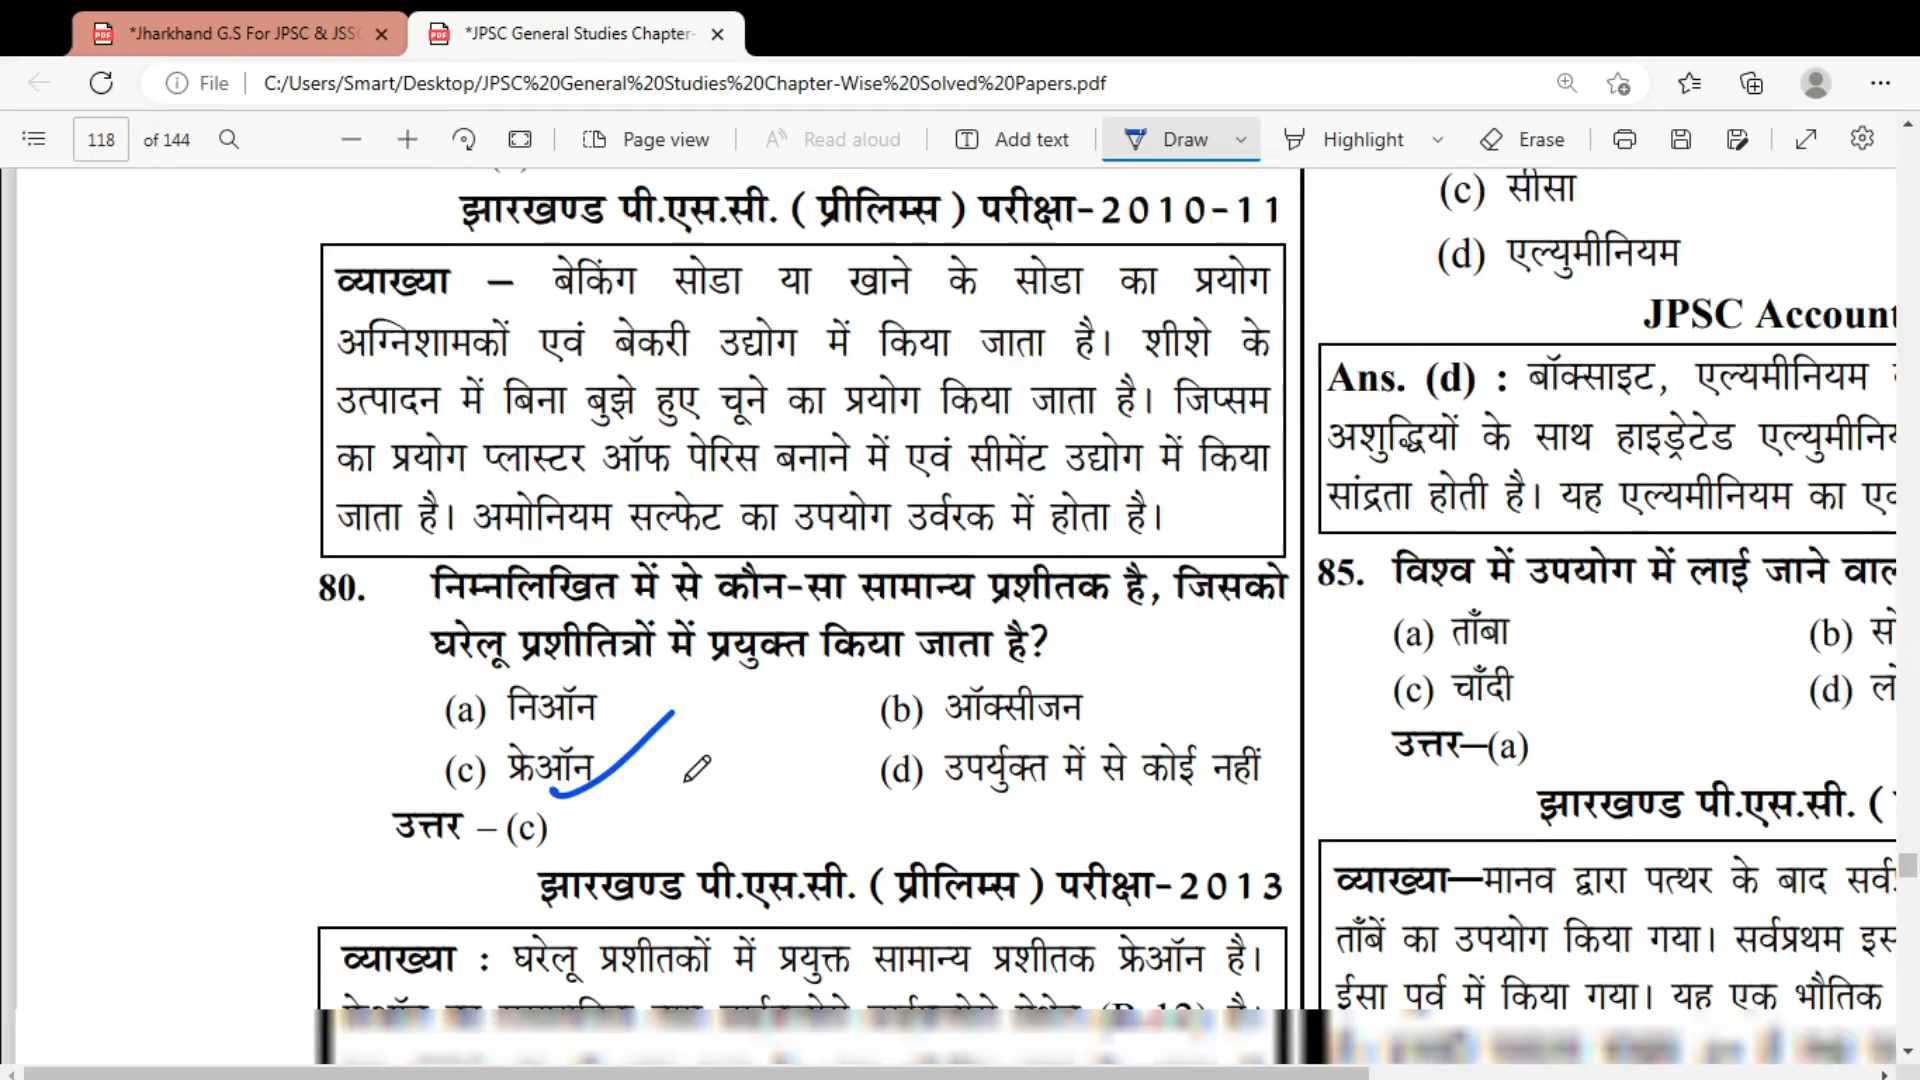 *Jharkhand G.S For JPSC & JSSC
*JPSC General Studies Chapter-
File
C:/Users/Smart/Desktop/JPSC%20General%20Studies%20Chapter-Wise%20Solved%20Papers.pdf
118 of 144
Page view
Read aloud
Add text
Draw
Highlight
Erase
झारखण्ड पी.एस.सी. ( प्रीलिम्स ) परीक्षा-2010-11
व्याख्या – बेकिंग सोडा या खाने के सोडा का प्रयोग
अग्निशामकों एवं बेकरी उद्योग में किया जाता है। शीशे के
उत्पादन में बिना बुझे हुए चूने का प्रयोग किया जाता है। जिप्सम
का प्रयोग प्लास्टर ऑफ पेरिस बनाने में एवं सीमेंट उद्योग में किया
जाता है। अमोनियम सल्फेट का उपयोग उर्वरक में होता है।
80. निम्नलिखित में से कौन-सा सामान्य प्रशीतक है, जिसको
घरेलू प्रशीतित्रों में प्रयुक्त किया जाता है?
(a) निऑन (b) ऑक्सीजन
(c) फ्रेऑन (d) उपर्युक्त में से कोई नहीं
उत्तर – (c)
झारखण्ड पी.एस.सी. ( प्रीलिम्स ) परीक्षा-2013
व्याख्या : घरेलू प्रशीतकों में प्रयुक्त सामान्य प्रशीतक फ्रेऑन है।
(c) सीसा
(d) एल्युमीनियम
JPSC Account
Ans. (d) : बॉक्साइट, एल्यमीनियम
अशुद्धियों के साथ हाइड्रेटेड एल्युमीनि
सांद्रता होती है। यह एल्यमीनियम का ए
85. विश्व में उपयोग में लाई जाने वाल
(a) ताँबा (b) स
(c) चाँदी (d) ल
उत्तर–(a)
झारखण्ड पी.एस.सी. (
व्याख्या–मानव द्वारा पत्थर के बाद सर्व
ताँबें का उपयोग किया गया। सर्वप्रथम इस
ईसा पूर्व में किया गया। यह एक भौतिक